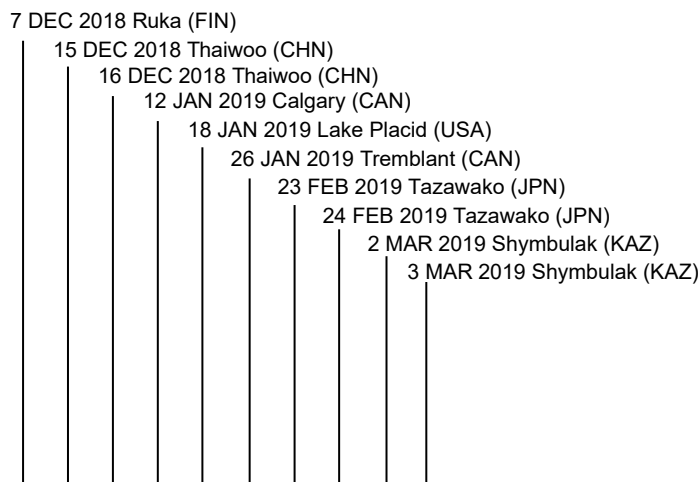 7 DEC 2018 Ruka (FIN)
15 DEC 2018 Thaiwoo (CHN)
16 DEC 2018 Thaiwoo (CHN)
12 JAN 2019 Calgary (CAN)
18 JAN 2019 Lake Placid (USA)
26 JAN 2019 Tremblant (CAN)
23 FEB 2019 Tazawako (JPN)
24 FEB 2019 Tazawako (JPN)
2 MAR 2019 Shymbulak (KAZ)
3 MAR 2019 Shymbulak (KAZ)